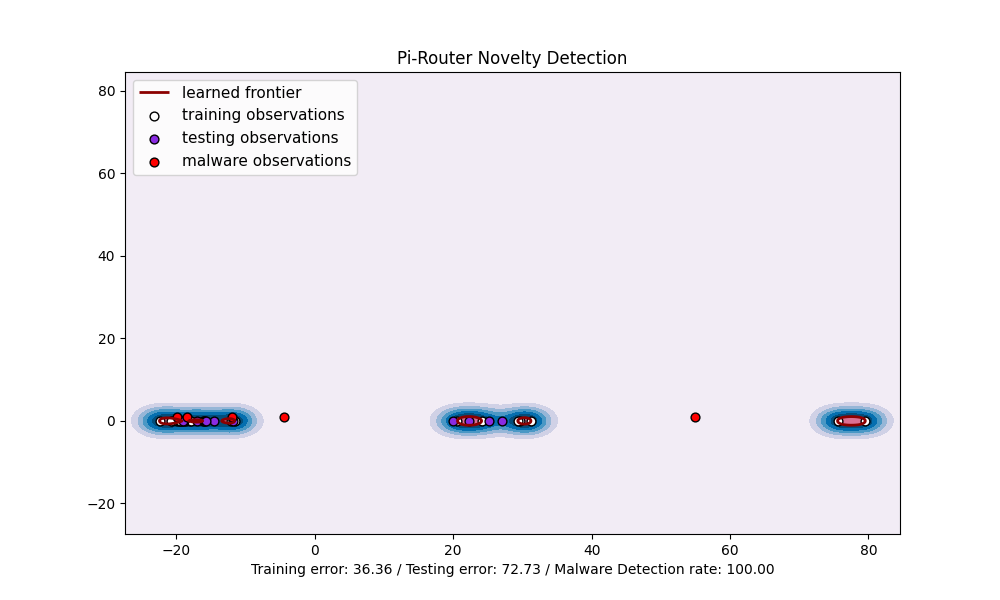 Pi-Router Novelty Detection
learned frontier
training observations
testing observations
malware observations
80
60
40
20
0
−20
−20 0 20 40 60 80
Training error: 36.36 / Testing error: 72.73 / Malware Detection rate: 100.00